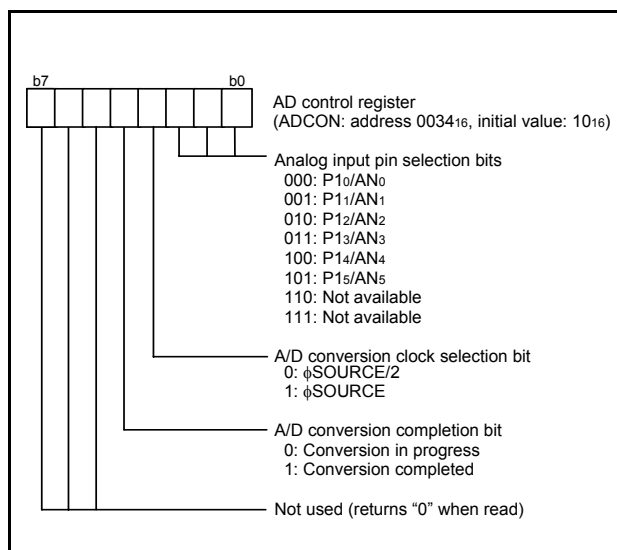 b7 b0
AD control register
(ADCON: address 0034₁₆, initial value: 10₁₆)
Analog input pin selection bits
000: P1₀/AN₀
001: P1₁/AN₁
010: P1₂/AN₂
011: P1₃/AN₃
100: P1₄/AN₄
101: P1₅/AN₅
110: Not available
111: Not available
A/D conversion clock selection bit
0: ϕSOURCE/2
1: ϕSOURCE
A/D conversion completion bit
0: Conversion in progress
1: Conversion completed
Not used (returns “0” when read)